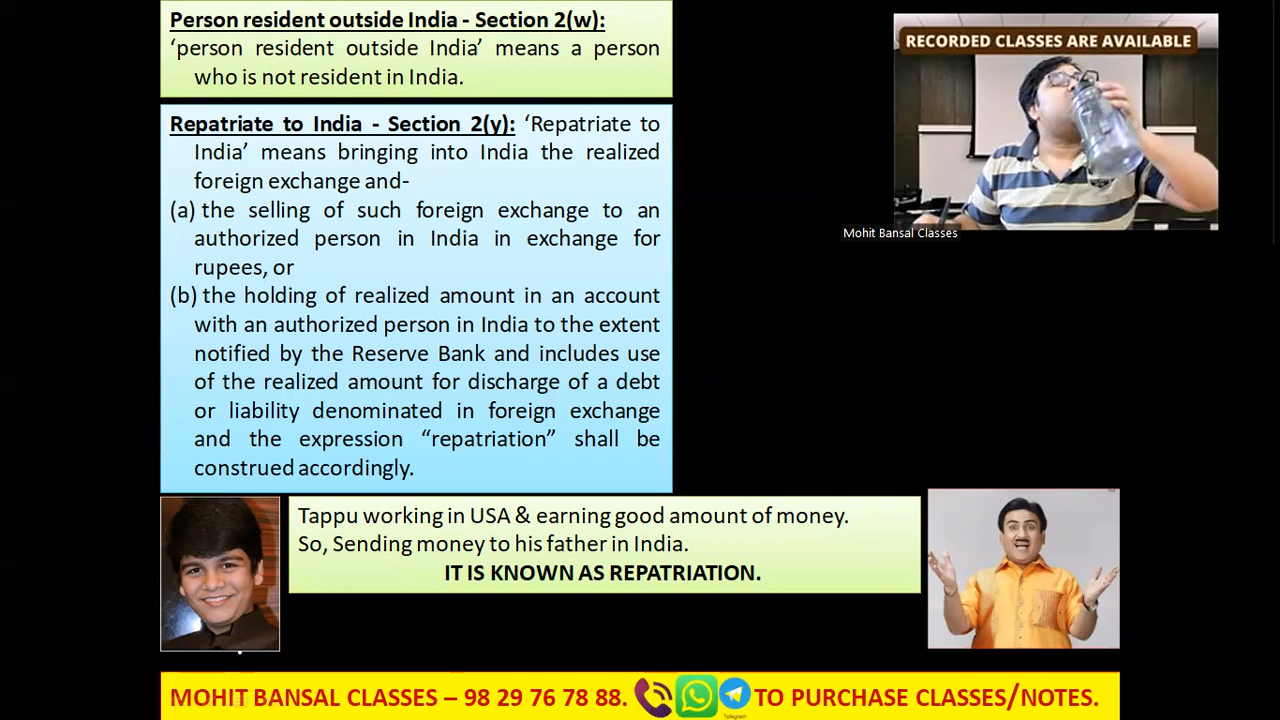 Person resident outside India - Section 2(w):
‘person resident outside India’ means a person
who is not resident in India.
Repatriate to India - Section 2(y): ‘Repatriate to
India’ means bringing into India the realized
foreign exchange and-
(a) the selling of such foreign exchange to an
authorized person in India in exchange for
rupees, or
(b) the holding of realized amount in an account
with an authorized person in India to the extent
notified by the Reserve Bank and includes use
of the realized amount for discharge of a debt
or liability denominated in foreign exchange
and the expression “repatriation” shall be
construed accordingly.
RECORDED CLASSES ARE AVAILABLE
Mohit Bansal Classes
Tappu working in USA & earning good amount of money.
So, Sending money to his father in India.
IT IS KNOWN AS REPATRIATION.
MOHIT BANSAL CLASSES – 98 29 76 78 88. TO PURCHASE CLASSES/NOTES.
Telegram